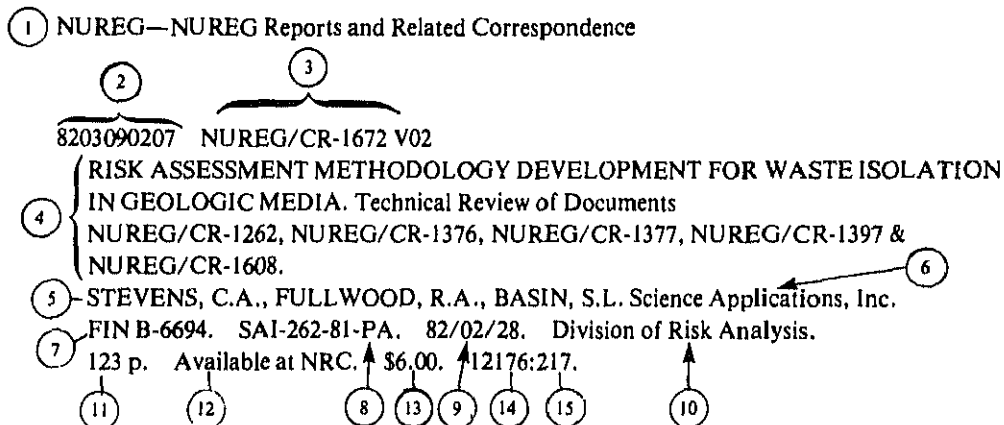 1 NUREG—NUREG Reports and Related Correspondence
2 3
8203090207 NUREG/CR-1672 V02
RISK ASSESSMENT METHODOLOGY DEVELOPMENT FOR WASTE ISOLATION
4 IN GEOLOGIC MEDIA. Technical Review of Documents
NUREG/CR-1262, NUREG/CR-1376, NUREG/CR-1377, NUREG/CR-1397 &
NUREG/CR-1608.
6
5 STEVENS, C.A., FULLWOOD, R.A., BASIN, S.L. Science Applications, Inc.
7 FIN B-6694. SAI-262-81-PA. 82/02/28. Division of Risk Analysis.
123 p. Available at NRC. $6.00. 12176:217.
11 12 8 13 9 14 15 10